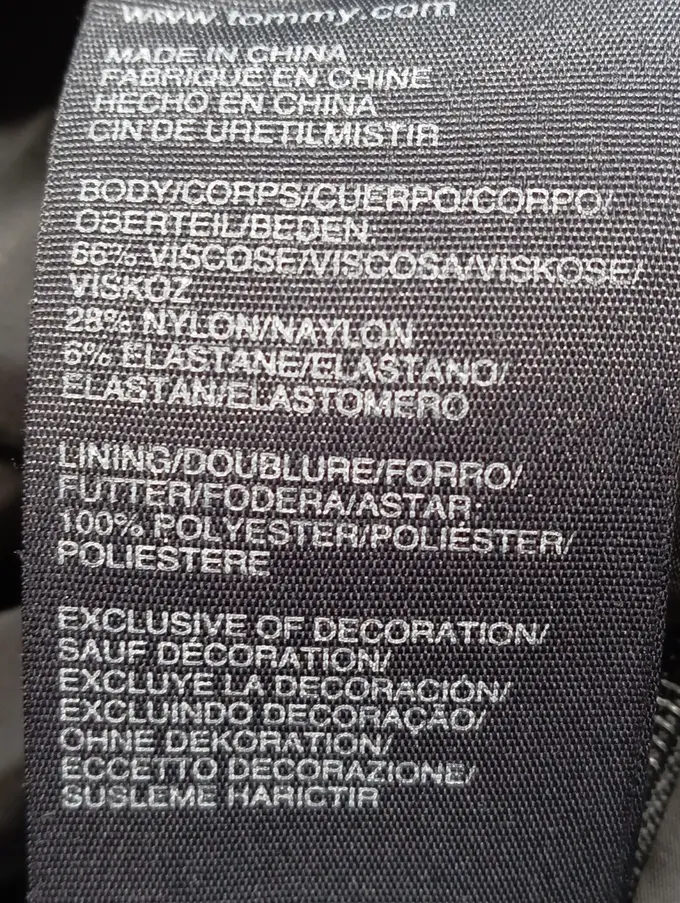 www.tommy.com
MADE IN CHINA
FABRIQUÉ EN CHINE
HECHO EN CHINA
CIN'DE URETILMISTIR
BODY/CORPS/CUERPO/CORPO/
OBERTEIL/BEDEN:
66% VISCOSE/VISCOSA/VISKOSE/
VISKOZ
28% NYLON/NAYLON
6% ELASTANE/ELASTANO/
ELASTAN/ELASTOMERO
LINING/DOUBLURE/FORRO/
FUTTER/FODERA/ASTAR:
100% POLYESTER/POLIÉSTER/
POLIESTERE
EXCLUSIVE OF DECORATION/
SAUF DÉCORATION/
EXCLUYE LA DECORACIÓN/
EXCLUINDO DECORAÇÃO/
OHNE DEKORATION/
ECCETTO DECORAZIONE/
SUSLEME HARICTIR